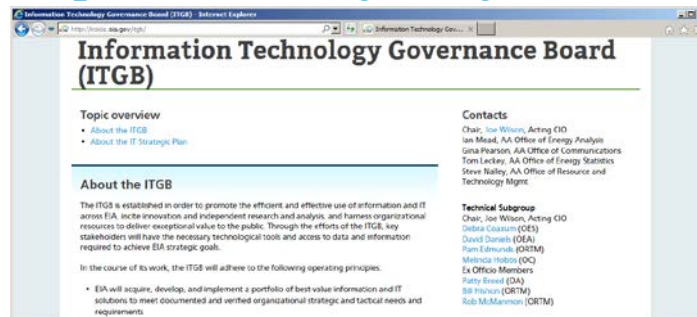 Information Technology Governance Board (ITGB) - Internet Explorer
Information Technology Gov...
Information Technology Governance Board
(ITGB)
Topic overview
• About the ITGB
• About the IT Strategic Plan
About the ITGB
The ITGB is established in order to promote the efficient and effective use of information and IT
across EIA, incite innovation and independent research and analysis, and harness organizational
resources to deliver exceptional value to the public. Through the efforts of the ITGB, key
stakeholders will have the necessary technological tools and access to data and information
required to achieve EIA strategic goals.
In the course of its work, the ITGB will adhere to the following operating principles.
• EIA will acquire, develop, and implement a portfolio of best-value information and IT
solutions to meet documented and verified organizational strategic and tactical needs and
requirements
Contacts
Chair, Joe Wilson, Acting CIO
Ian Mead, AA Office of Energy Analysis
Gina Pearson, AA Office of Communications
Tom Leckey, AA Office of Energy Statistics
Steve Nalley, AA Office of Resource and
Technology Mgmt
Technical Subgroup
Chair, Joe Wilson, Acting CIO
Debra Coaxum (OES)
David Daniels (OEA)
Pam Edmunds (ORTM)
Melinda Hobbs (OC)
Ex Officio Members
Patty Breed (OA)
Bill (ORTM)
Rob McManmon (ORTM)